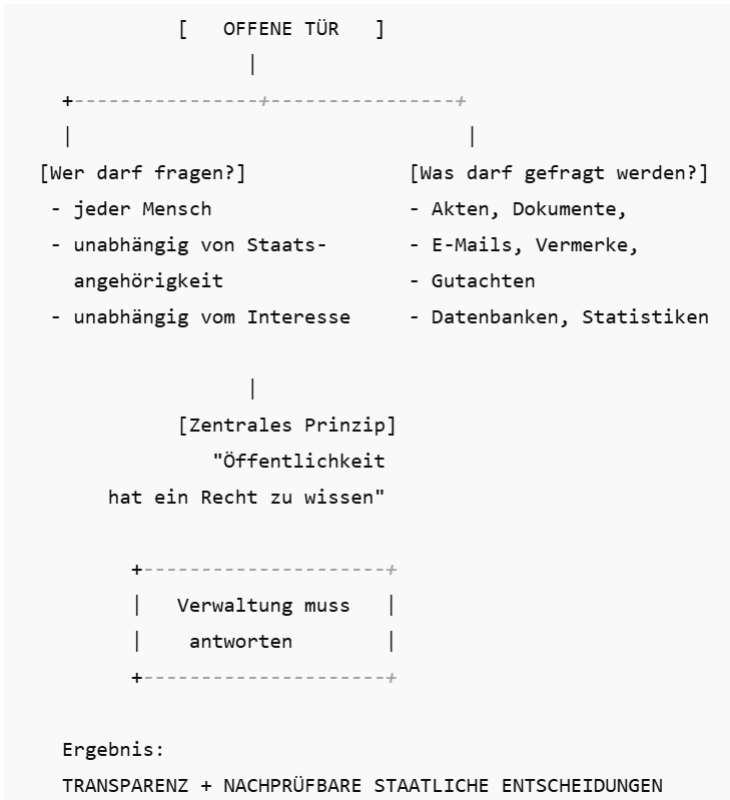 [   OFFENE TÜR   ]
|
+----------------+-----------------+
|                                  |
[Wer darf fragen?]              [Was darf gefragt werden?]
- jeder Mensch                 - Akten, Dokumente,
- unabhängig von Staats-       - E-Mails, Vermerke,
angehörigkeit                - Gutachten
- unabhängig vom Interesse     - Datenbanken, Statistiken
|
[Zentrales Prinzip]
"Öffentlichkeit
hat ein Recht zu wissen"
+---------------------+
|   Verwaltung muss   |
|    antworten        |
+---------------------+
Ergebnis:
TRANSPARENZ + NACHPRÜFBARE STAATLICHE ENTSCHEIDUNGEN